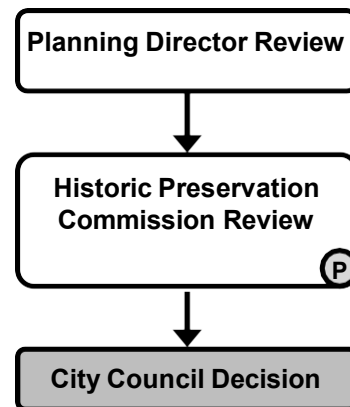 Planning Director Review
Historic Preservation
Commission Review
P
City Council Decision